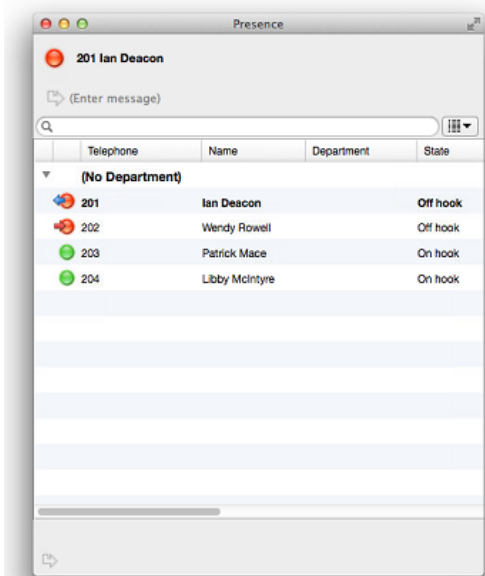 Presence
201 Ian Deacon
(Enter message)
Telephone Name Department State
(No Department)
201 Ian Deacon Off hook
202 Wendy Rowell Off hook
203 Patrick Mace On hook
204 Libby McIntyre On hook